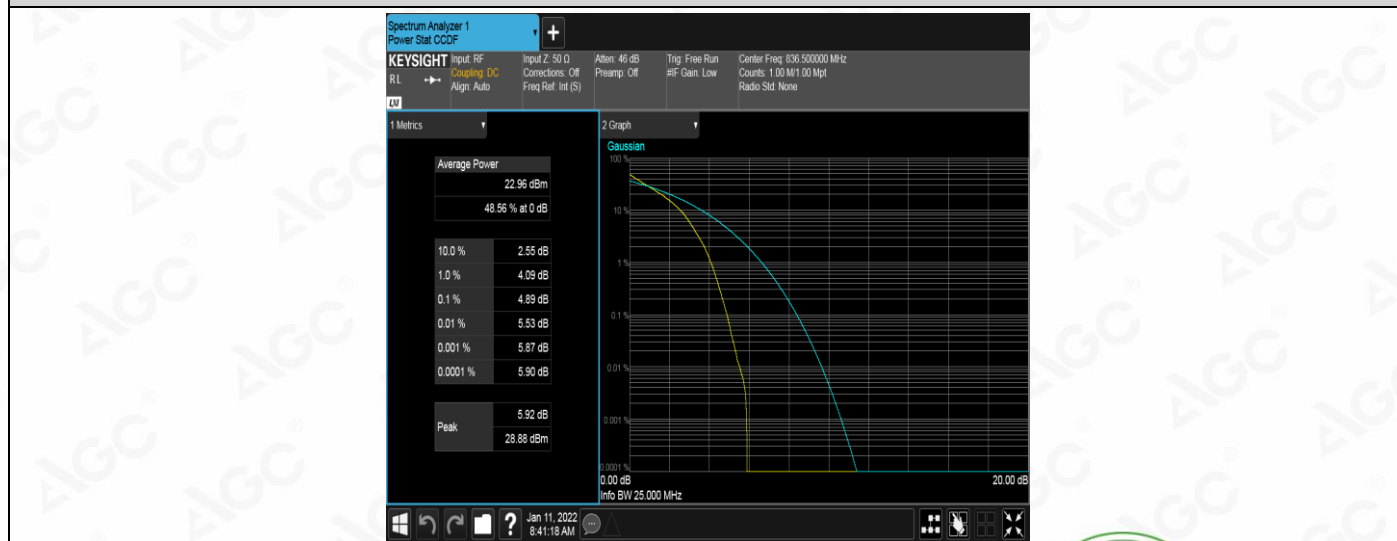 Spectrum Analyzer 1
Power Stat CCDF
+
KEYSIGHT Input: RF Input Z: 50 Ω Atten: 46 dB Trig: Free Run Center Freq: 836.500000 MHz
RL Coupling: DC Corrections: Off Preamp: Off #IF Gain: Low Counts: 1.00 M/1.00 Mpt
Align: Auto Freq Ref: Int (S) Radio Std: None
LXI
1 Metrics
Average Power
22.96 dBm
48.56 % at 0 dB
10.0 % 2.55 dB
1.0 % 4.09 dB
0.1 % 4.89 dB
0.01 % 5.53 dB
0.001 % 5.87 dB
0.0001 % 5.90 dB
Peak 5.92 dB
28.88 dBm
2 Graph
Gaussian
100 %
10 %
1 %
0.1 %
0.01 %
0.001 %
0.0001 %
0.00 dB 20.00 dB
Info BW 25.000 MHz
? Jan 11, 2022
8:41:18 AM
AGC